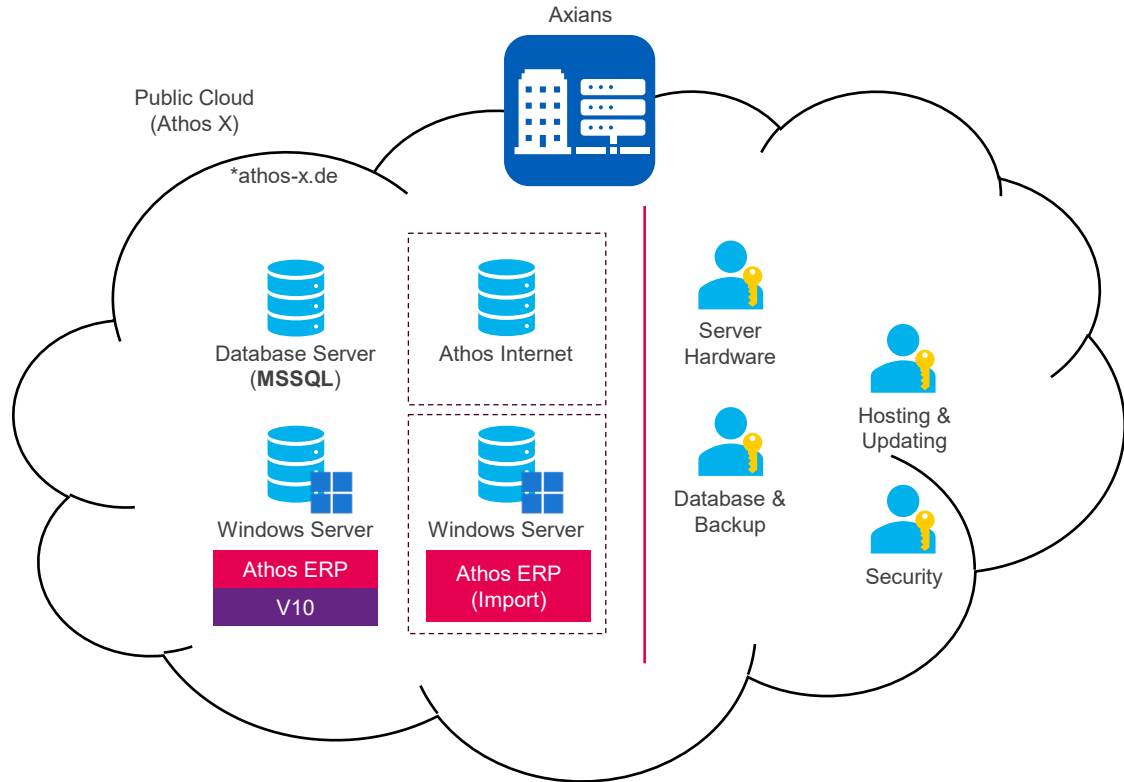 Axians
Public Cloud
(Athos X)
*athos-x.de
Database Server
(MSSQL)
Athos Internet
Server
Hardware
Hosting &
Updating
Windows Server
Athos ERP
V10
Windows Server
Athos ERP
(Import)
Database &
Backup
Security